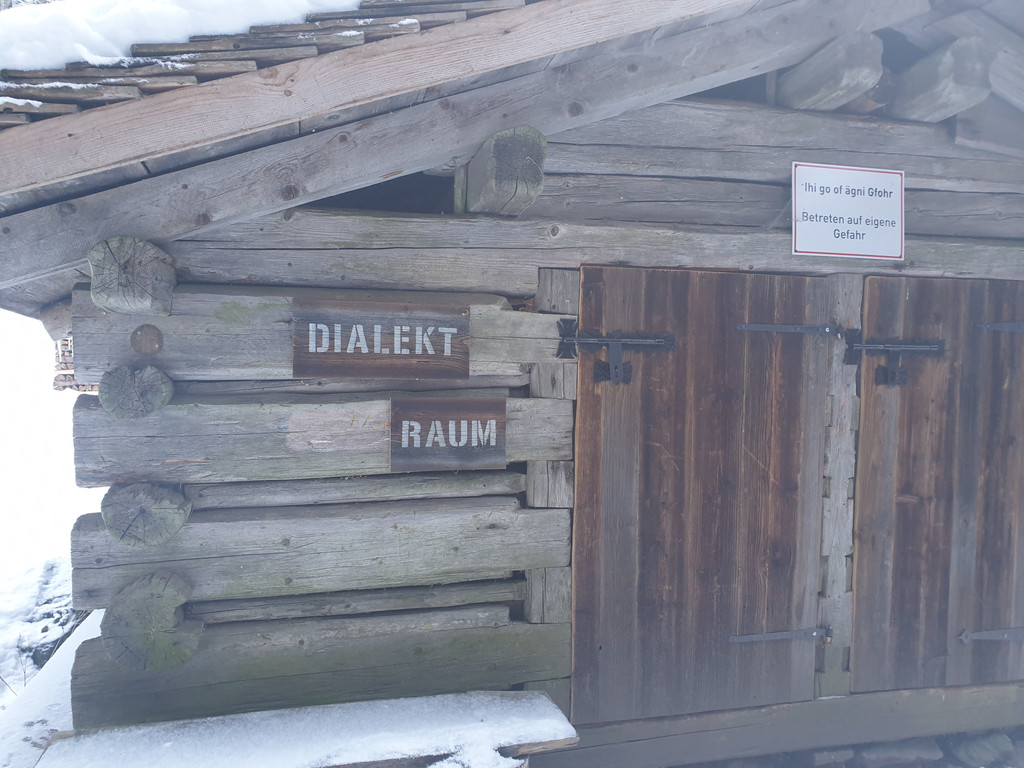 'Ihi go of ägni Gfohr
Betreten auf eigene
Gefahr
DIALEKT
RAUM